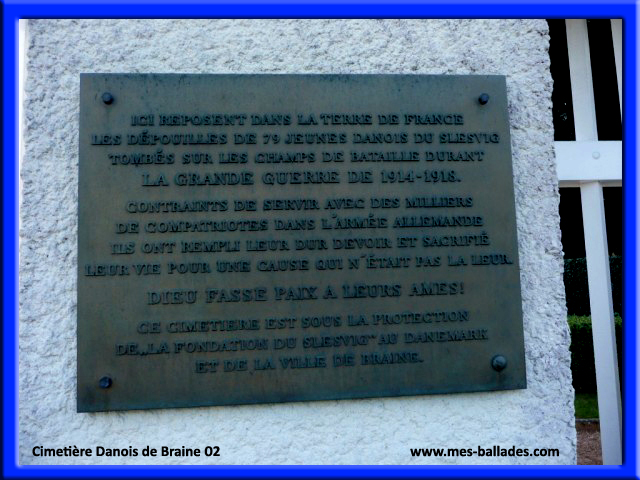 ICI REPOSENT DANS LA TERRE DE FRANCE
LES DÉPOUILLES DE 79 JEUNES DANOIS DU SLESVIG
TOMBÉS SUR LES CHAMPS DE BATAILLE DURANT
LA GRANDE GUERRE DE 1914-1918.
CONTRAINTS DE SERVIR AVEC DES MILLIERS
DE COMPATRIOTES DANS L'ARMÉE ALLEMANDE
ILS ONT REMPLI LEUR DUR DEVOIR ET SACRIFIÉ
LEUR VIE POUR UNE CAUSE QUI N'ÉTAIT PAS LA LEUR.
DIEU FASSE PAIX A LEURS AMES!
CE CIMETIERE EST SOUS LA PROTECTION
DE „LA FONDATION DU SLESVIG" AU DANEMARK
ET DE LA VILLE DE BRAINE.
Cimetière Danois de Braine 02
www.mes-ballades.com